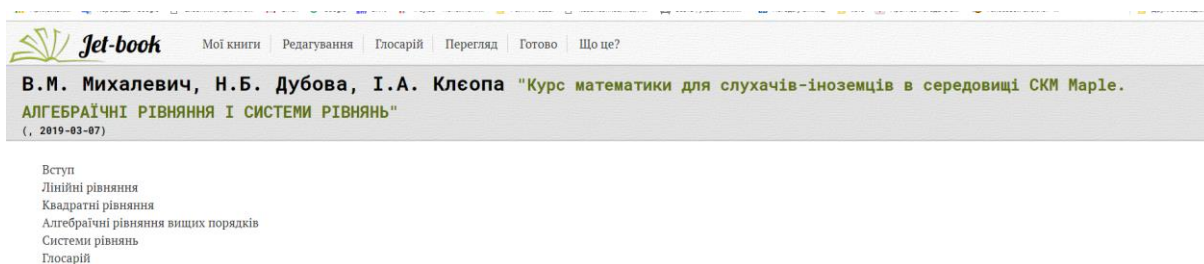 Jet-book Мої книги Редагування Глосарій Перегляд Готово Що це?
В.М. Михалевич, Н.Б. Дубова, І.А. Клєопа "Курс математики для слухачів-іноземців в середовищі СКМ Maple.
АЛГЕБРАЇЧНІ РІВНЯННЯ І СИСТЕМИ РІВНЯНЬ"
(, 2019-03-07)
Вступ
Лінійні рівняння
Квадратні рівняння
Алгебраїчні рівняння вищих порядків
Системи рівнянь
Глосарій